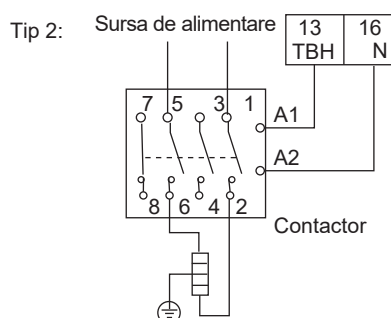 Tip 2:
Sursa de alimentare
13 16
TBH N
7 5 3 1
A1
A2
8 6 4 2
Contactor